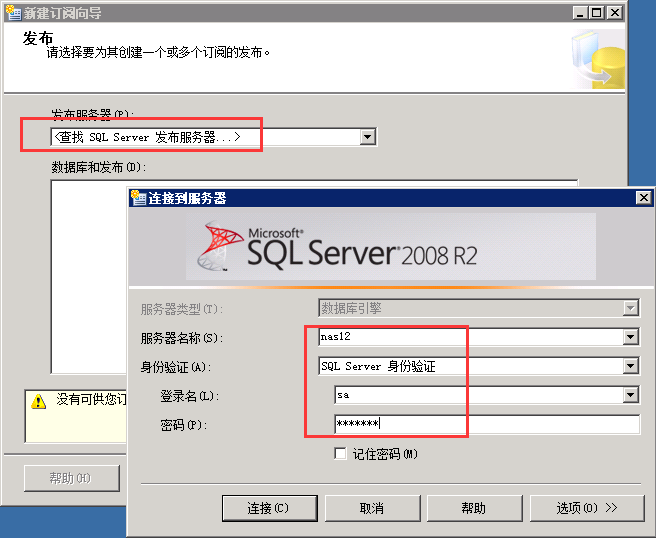 新建订阅向导
发布
请选择要为其创建一个或多个订阅的发布。
发布服务器(P):
<查找 SQL Server 发布服务器...>
数据库和发布(D):
没有可供您订
帮助(H)
连接到服务器
Microsoft®
SQL Server® 2008 R2
服务器类型(T):
数据库引擎
服务器名称(S):
nas12
身份验证(A):
SQL Server 身份验证
登录名(L):
sa
密码(P):
*******
记住密码(M)
连接(C)
取消
帮助
选项(O) >>